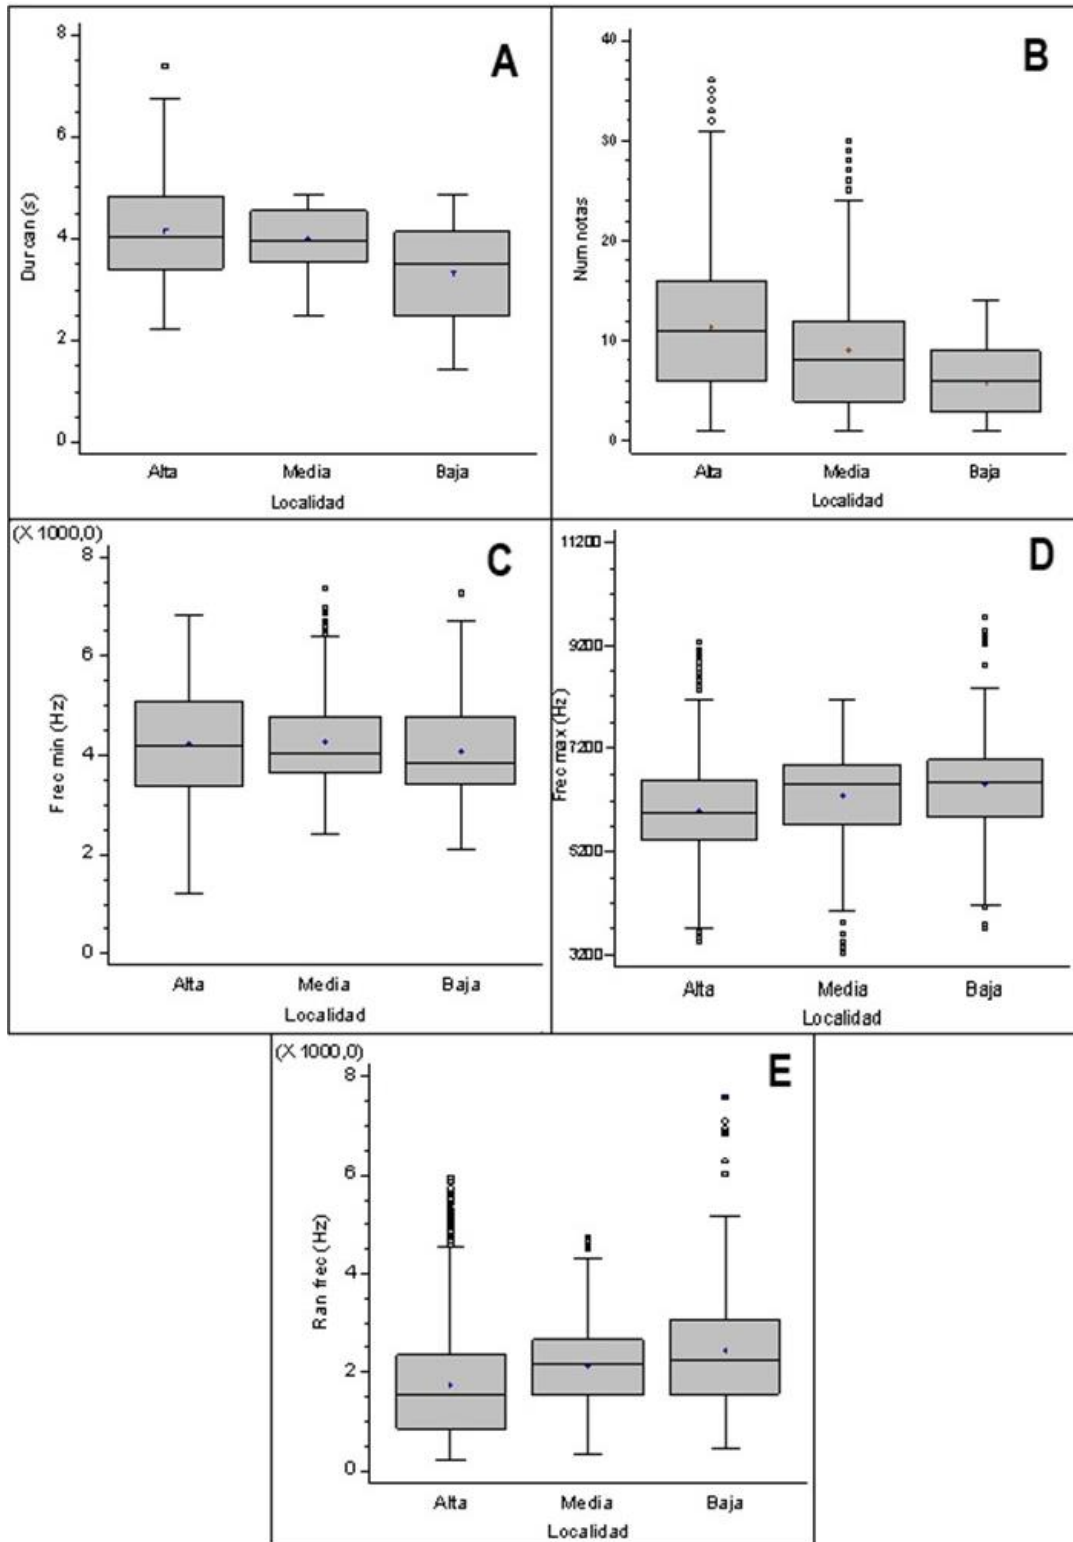 A
8
6
4
2
0
Dur can (s)
Alta Media Baja
Localidad
B
40
30
20
10
0
Num notas
Alta Media Baja
Localidad
(X 1000,0)
C
8
6
4
2
0
Frec min (Hz)
Alta Media Baja
Localidad
D
11200
9200
7200
5200
3200
Frec max (Hz)
Alta Media Baja
Localidad
(X 1000,0)
E
8
6
4
2
0
Ran frec (Hz)
Alta Media Baja
Localidad